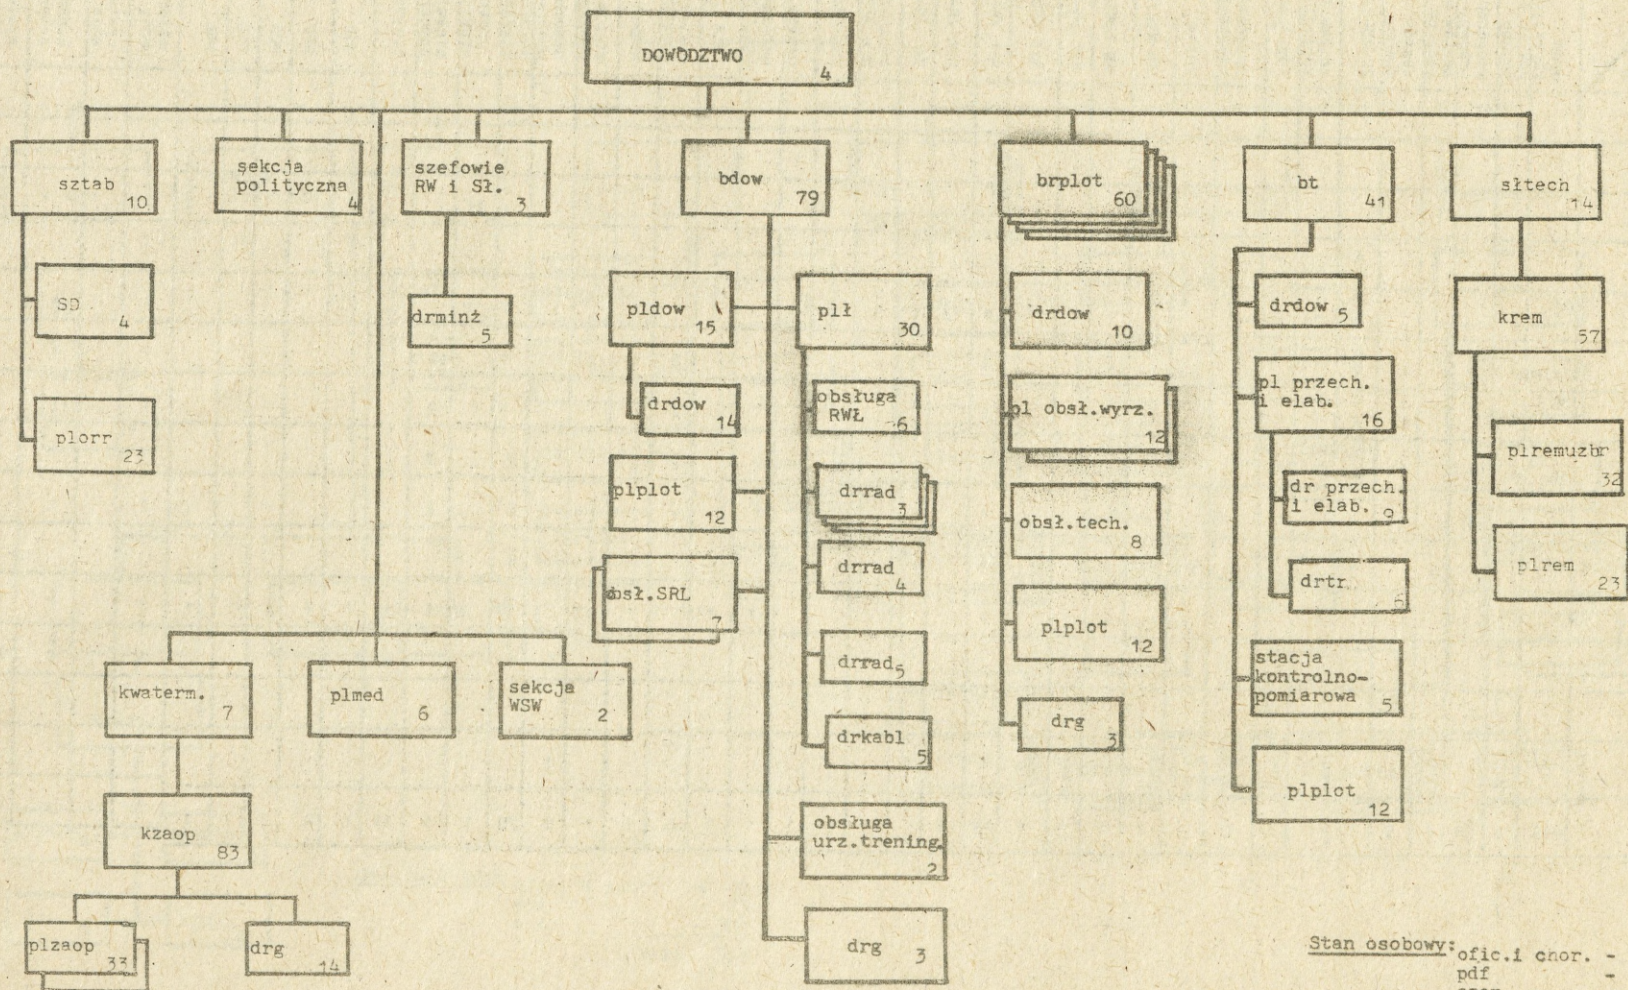 DOWÓDZTWO
4
sztab
10
sekcja
polityczna
4
szefowie
RW i Sł.
3
bdow
79
brplot
60
bt
41
słtech
14
SD
4
plorr
23
drminż
5
pldow
15
drdow
14
plplot
12
obsł.SRL
7
plł
30
obsługa
RWŁ
6
drrad
3
drrad
4
drrad
5
drkabl
5
obsługa
urz.trening.
2
drg
3
drdow
10
pl obsł.wyrz.
12
obsł.tech.
8
plplot
12
drg
3
drdow
5
pl przech.
i elab.
16
dr przech.
i elab.
9
drtr
stacja
kontrolno-
pomiarowa
5
plplot
12
krem
57
plremuzbr
32
plrem
23
kwaterm.
7
plmed
6
sekcja
WSW
2
kzaop
83
plzaop
33
drg
14
Stan osobowy:
ofic.i chor. -
pdf -